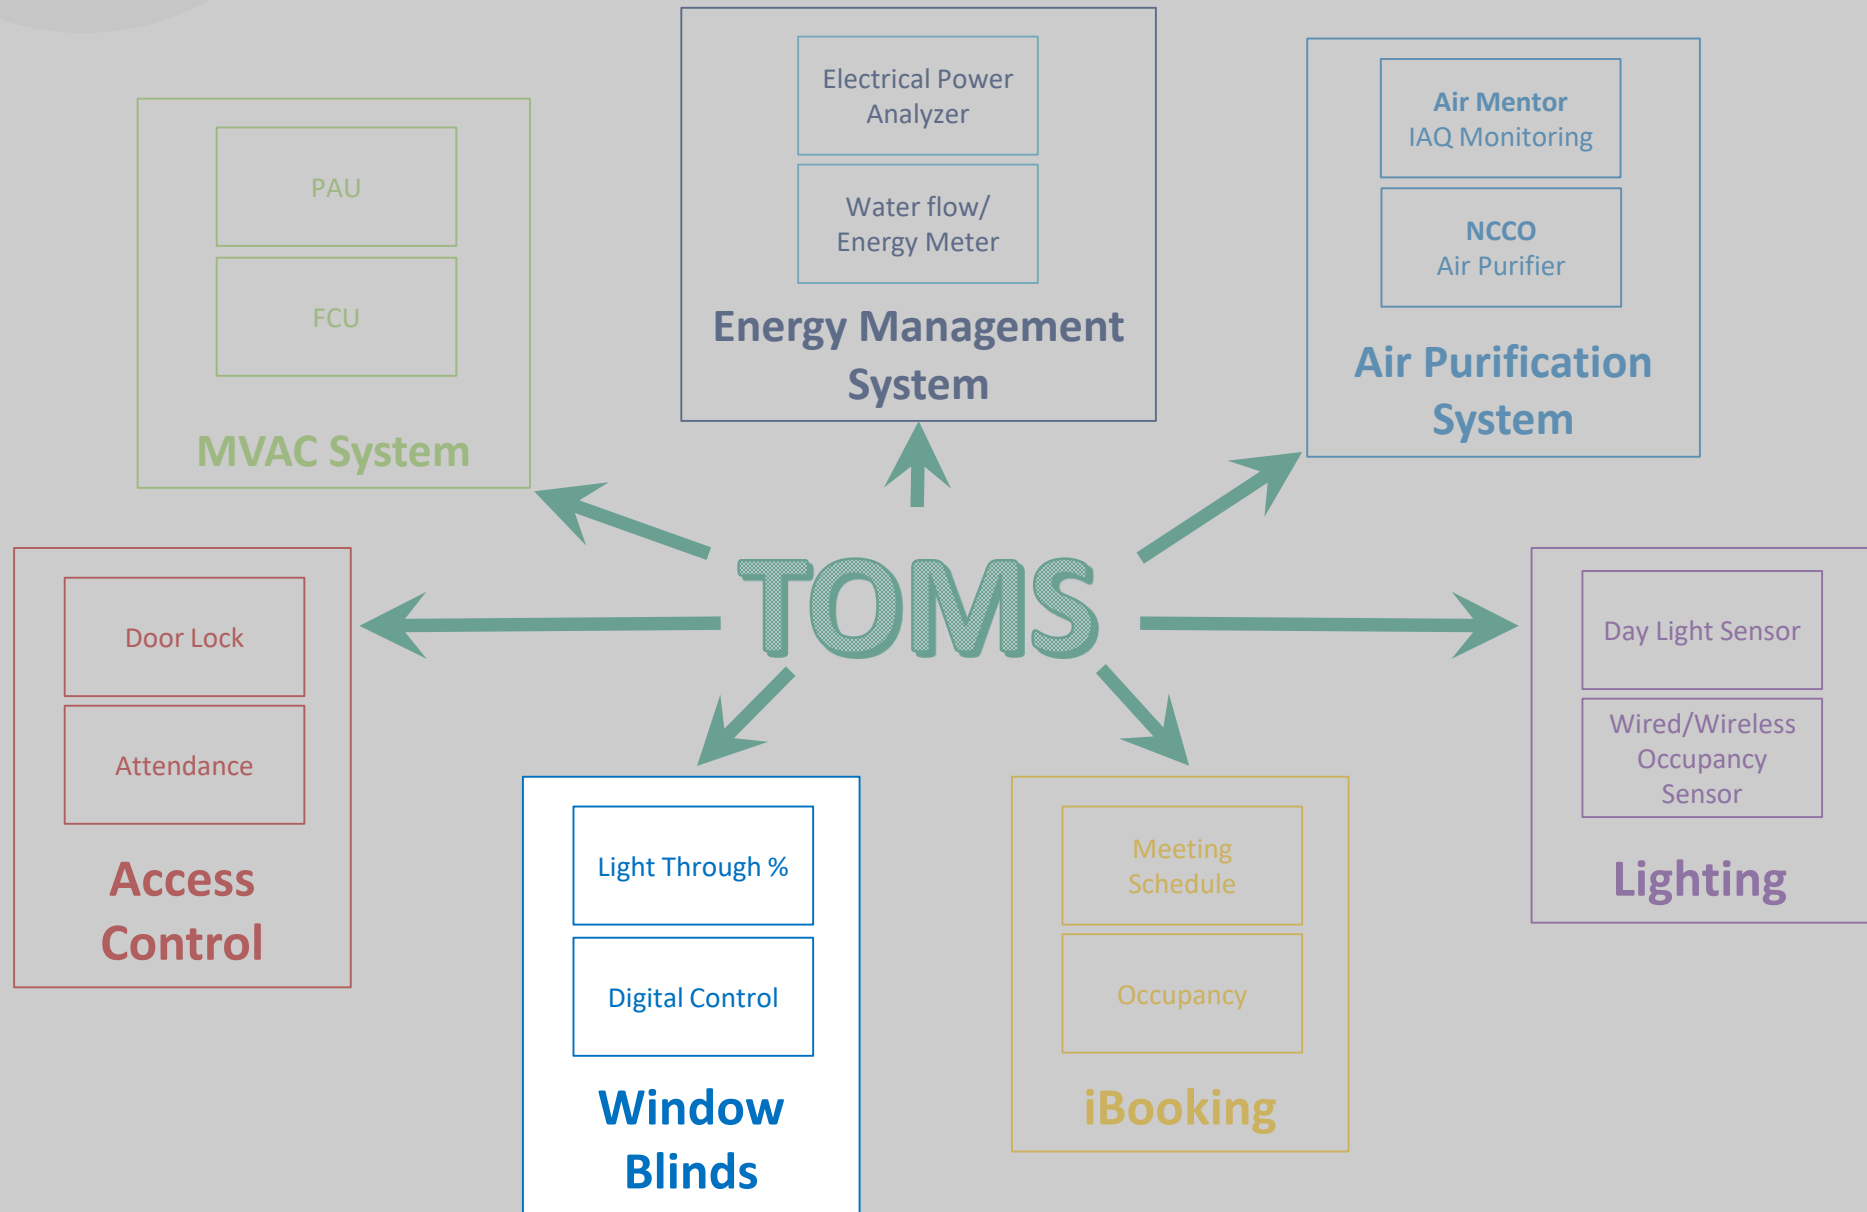 Electrical Power
Analyzer
Water flow/
Energy Meter
Energy Management
System
Air Mentor
IAQ Monitoring
NCCO
Air Purifier
Air Purification
System
PAU
FCU
MVAC System
TOMS
Door Lock
Attendance
Access
Control
Day Light Sensor
Wired/Wireless
Occupancy
Sensor
Lighting
Light Through %
Digital Control
Window
Blinds
Meeting
Schedule
Occupancy
iBooking